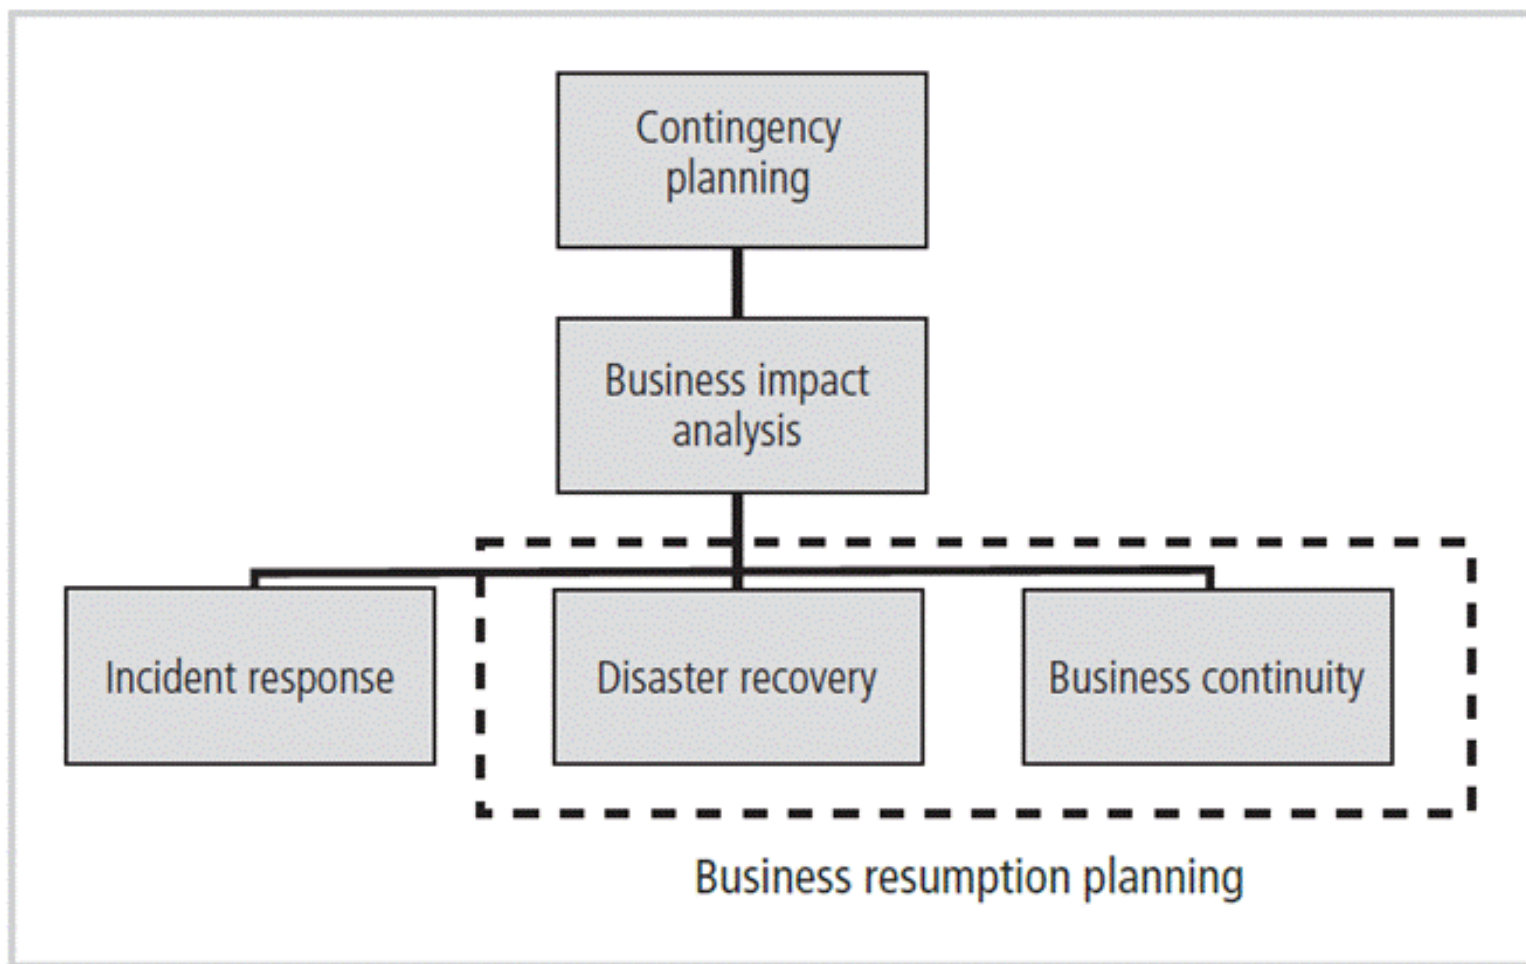 Contingency
planning
Business impact
analysis
Incident response
Disaster recovery
Business continuity
Business resumption planning